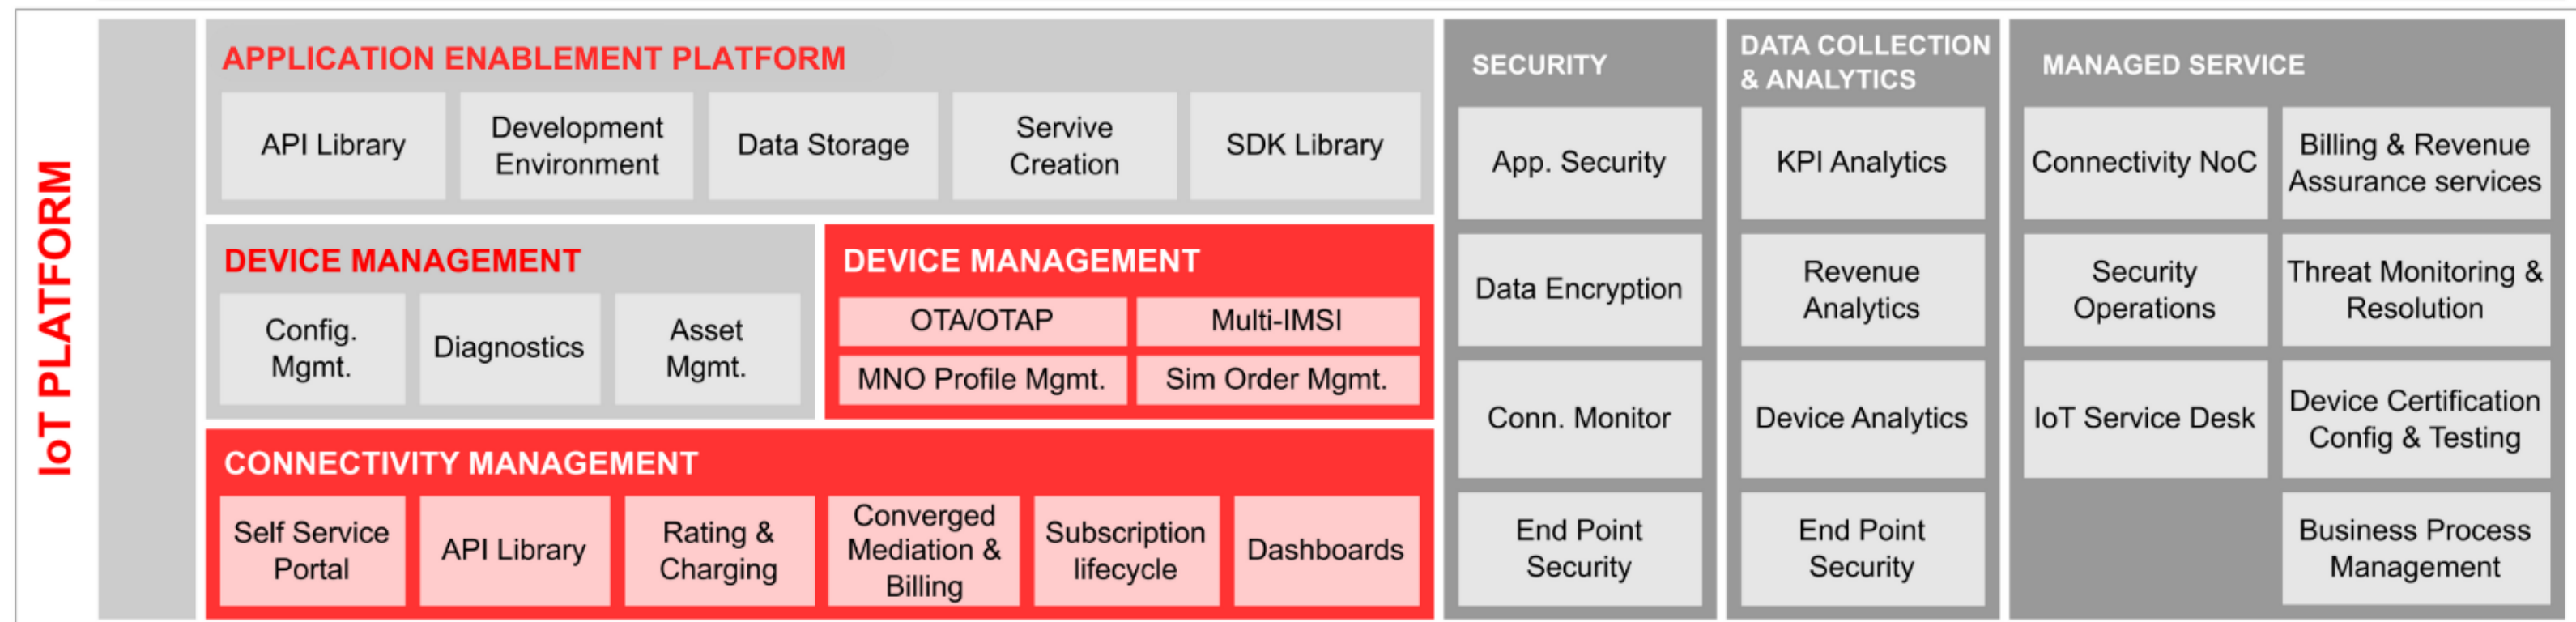 IoT PLATFORM
APPLICATION ENABLEMENT PLATFORM
API Library
Development
Environment
Data Storage
Servive
Creation
SDK Library
DEVICE MANAGEMENT
Config.
Mgmt.
Diagnostics
Asset
Mgmt.
DEVICE MANAGEMENT
OTA/OTAP
Multi-IMSI
MNO Profile Mgmt.
Sim Order Mgmt.
CONNECTIVITY MANAGEMENT
Self Service
Portal
API Library
Rating &
Charging
Converged
Mediation &
Billing
Subscription
lifecycle
Dashboards
SECURITY
App. Security
Data Encryption
Conn. Monitor
End Point
Security
DATA COLLECTION
& ANALYTICS
KPI Analytics
Revenue
Analytics
Device Analytics
End Point
Security
MANAGED SERVICE
Connectivity NoC
Billing & Revenue
Assurance services
Security
Operations
Threat Monitoring &
Resolution
IoT Service Desk
Device Certification
Config & Testing
Business Process
Management